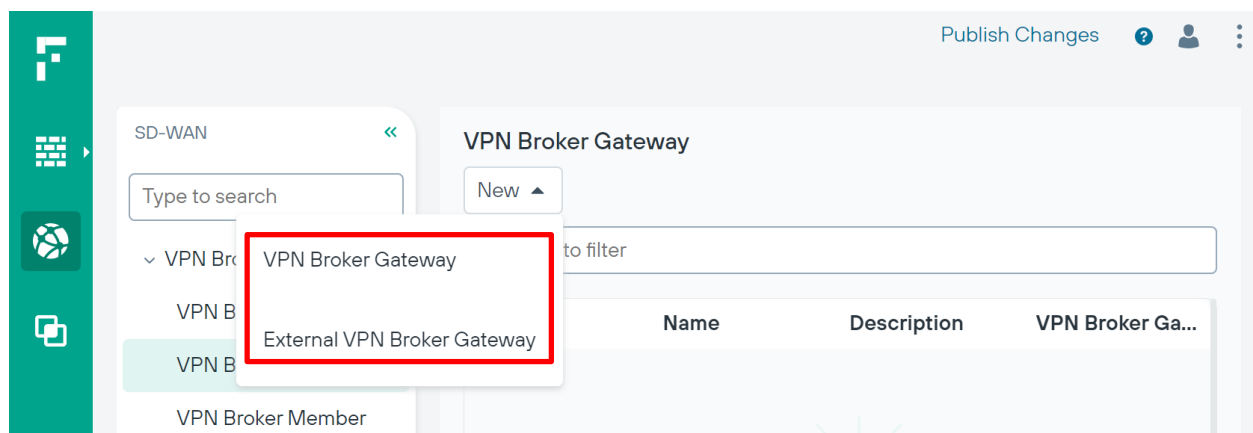 Publish Changes
?
SD-WAN
«
Type to search
VPN Bro
VPN B
VPN B
VPN Broker Member
VPN Broker Gateway
New
VPN Broker Gateway
External VPN Broker Gateway
to filter
Name Description VPN Broker Ga...